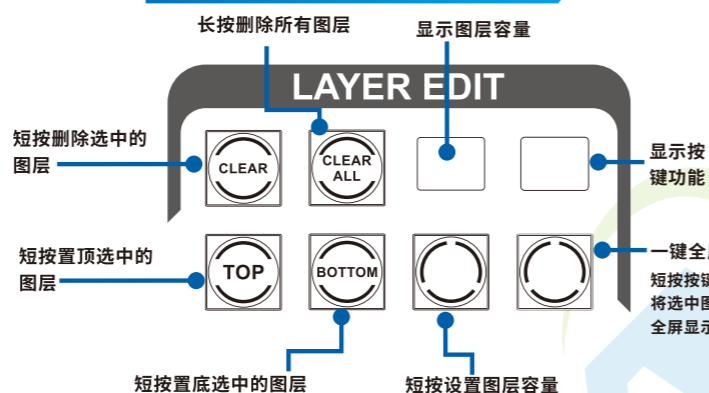 长按删除所有图层
显示图层容量
LAYER EDIT
短按删除选中的
图层
CLEAR
CLEAR
ALL
显示按
键功能
短按置顶选中的
图层
TOP
BOTTOM
一键全
短按按键
将选中图
全屏显示
短按置底选中的图层
短按设置图层容量